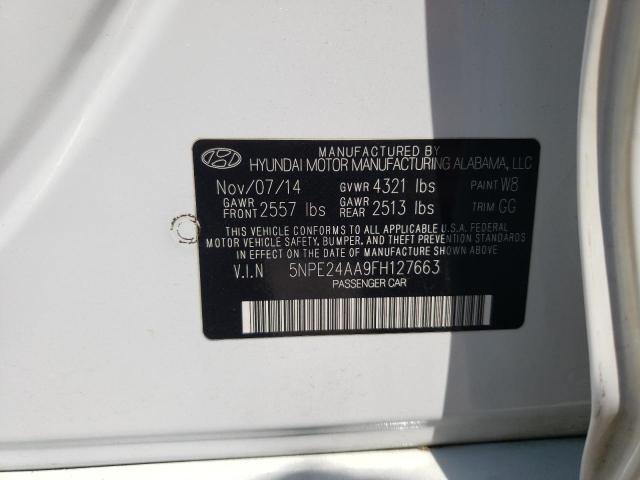 MANUFACTURED BY
HYUNDAI MOTOR MANUFACTURING ALABAMA, LLC
Nov/07/14 GVWR 4321 lbs PAINT W8
GAWR FRONT 2557 lbs GAWR REAR 2513 lbs TRIM GG
THIS VEHICLE CONFORMS TO ALL APPLICABLE U.S.A. FEDERAL
MOTOR VEHICLE SAFETY, BUMPER, AND THEFT PREVENTION
STANDARDS IN EFFECT ON THE DATE OF MANUFACTURE SHOWN ABOVE
V.I.N 5NPE24AA9FH127663
PASSENGER CAR